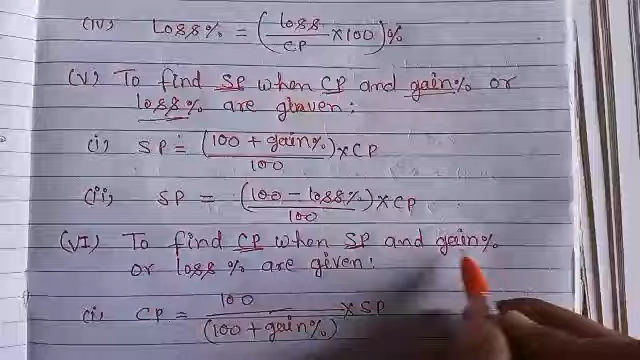 (iv) Loss% = (Loss/CP × 100)%
(V) To find SP when CP and gain% or
loss% are given:
(i) SP = (100 + gain%)/100 × CP
(ii) SP = (100 - loss%)/100 × CP
(VI) To find CP when SP and gain%
or loss% are given:
(i) CP = 100/(100 + gain%) × SP